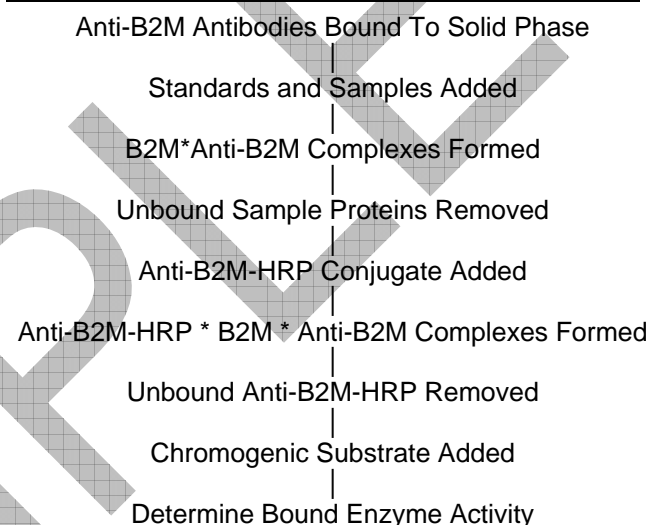 Anti-B2M Antibodies Bound To Solid Phase
Standards and Samples Added
B2M*Anti-B2M Complexes Formed
Unbound Sample Proteins Removed
Anti-B2M-HRP Conjugate Added
Anti-B2M-HRP * B2M * Anti-B2M Complexes Formed
Unbound Anti-B2M-HRP Removed
Chromogenic Substrate Added
Determine Bound Enzyme Activity